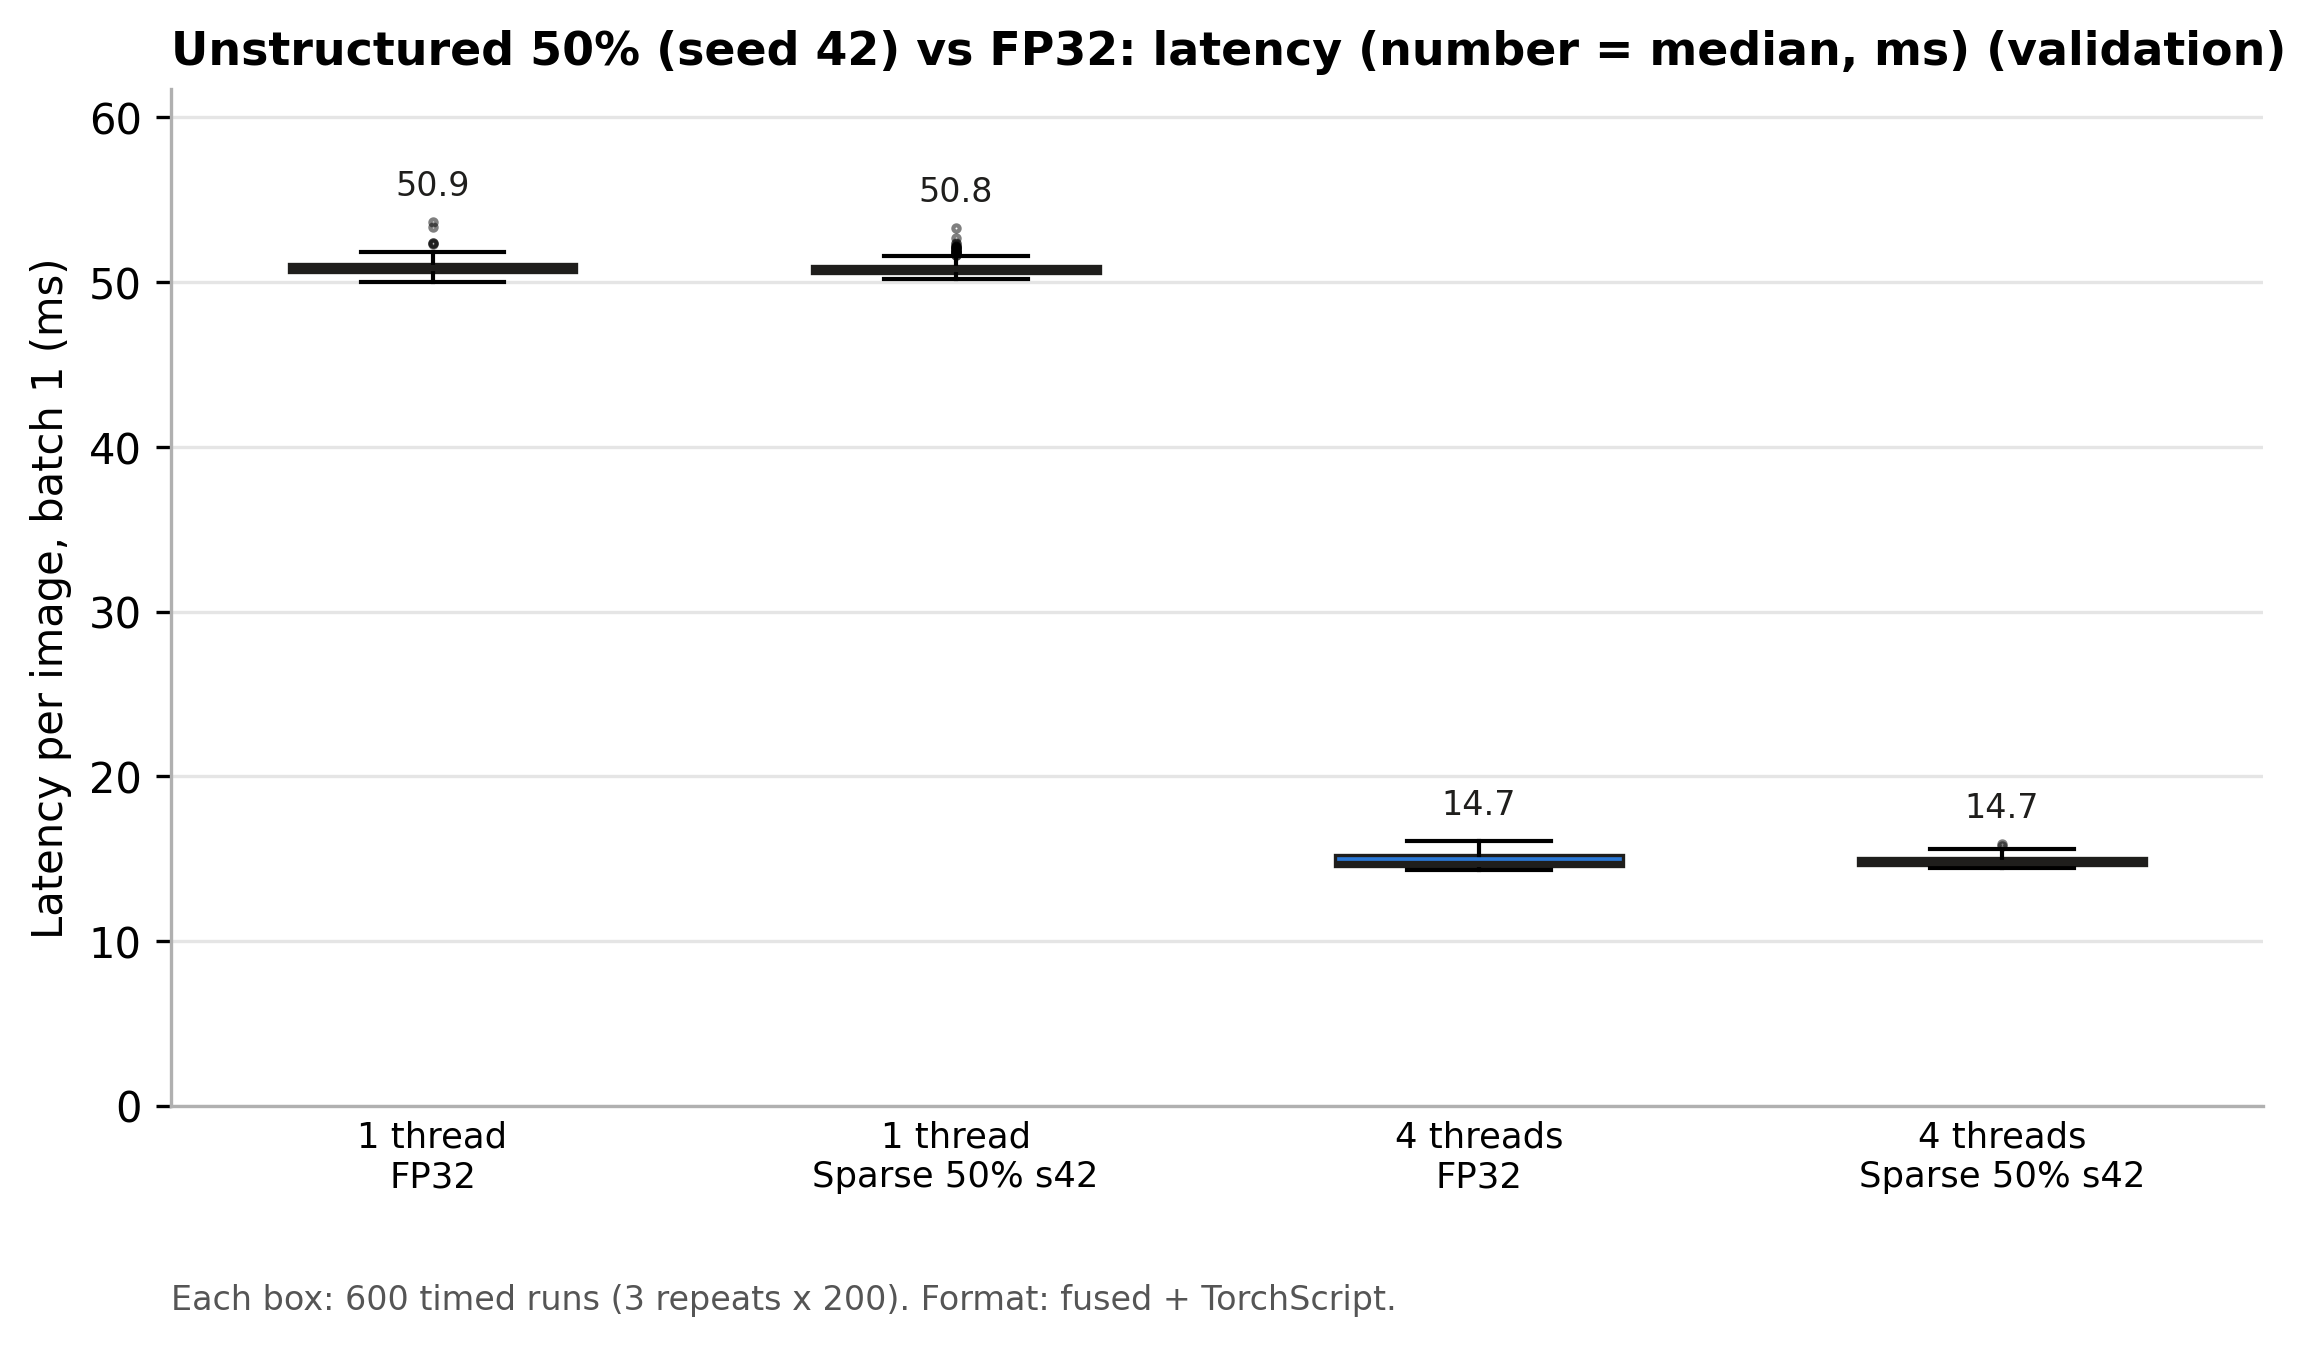 Unstructured 50% (seed 42) vs FP32: latency (number = median, ms) (validation)
Latency per image, batch 1 (ms)
60
50
40
30
20
10
0
50.9
50.8
14.7
14.7
1 thread
FP32
1 thread
Sparse 50% s42
4 threads
FP32
4 threads
Sparse 50% s42
Each box: 600 timed runs (3 repeats x 200). Format: fused + TorchScript.